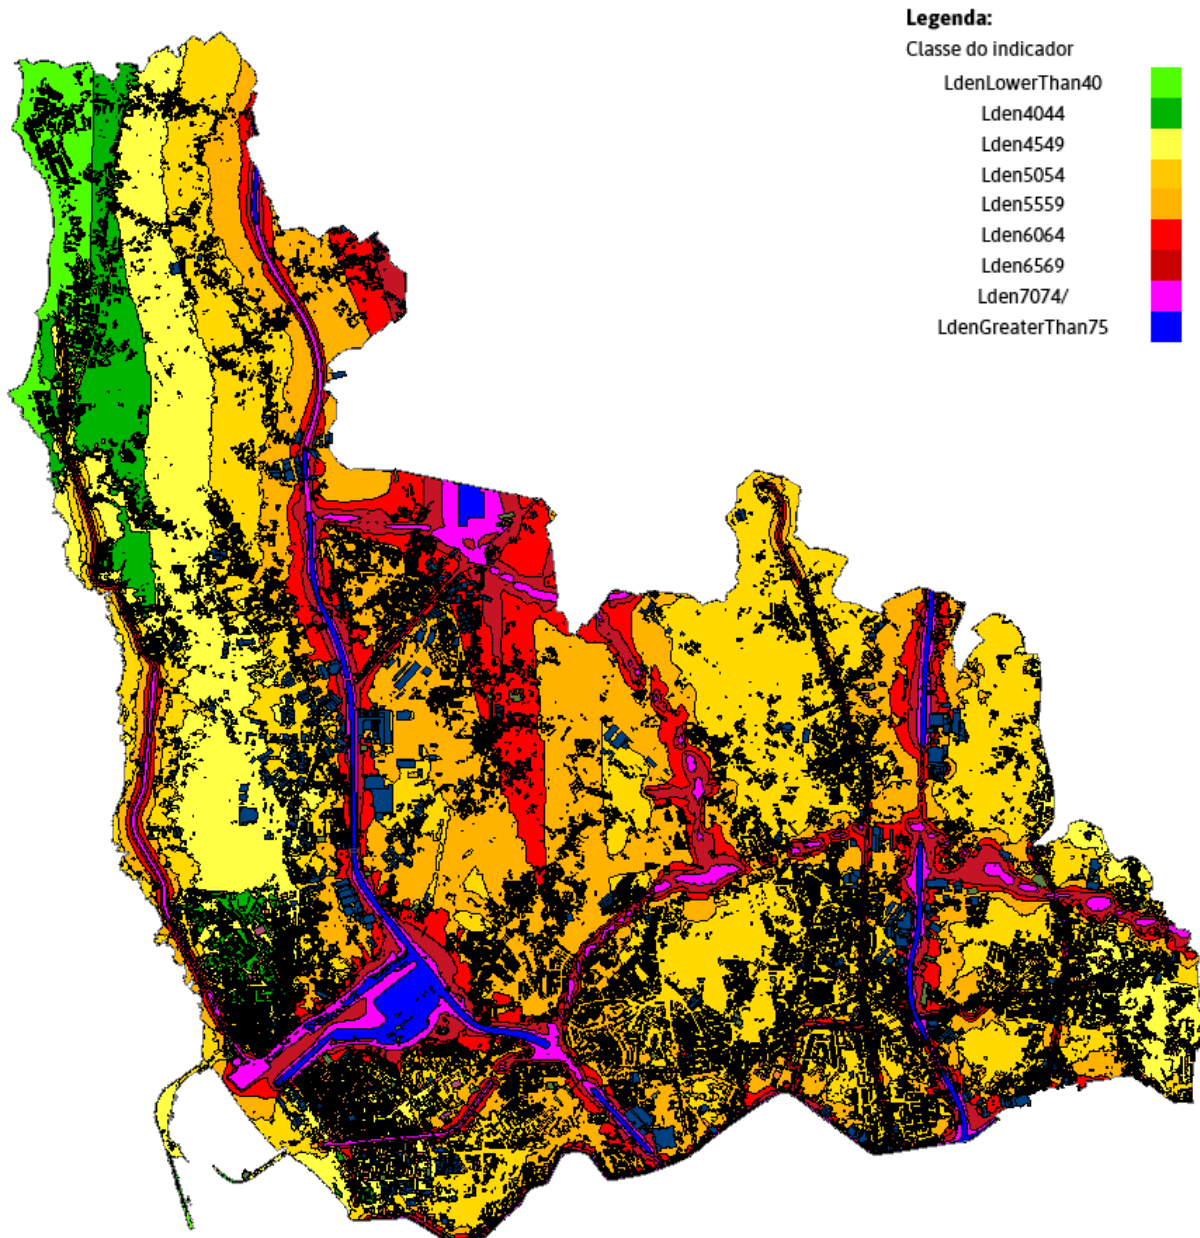 Legenda:
Classe do indicador
LdenLowerThan40
Lden4044
Lden4549
Lden5054
Lden5559
Lden6064
Lden6569
Lden7074/
LdenGreaterThan75